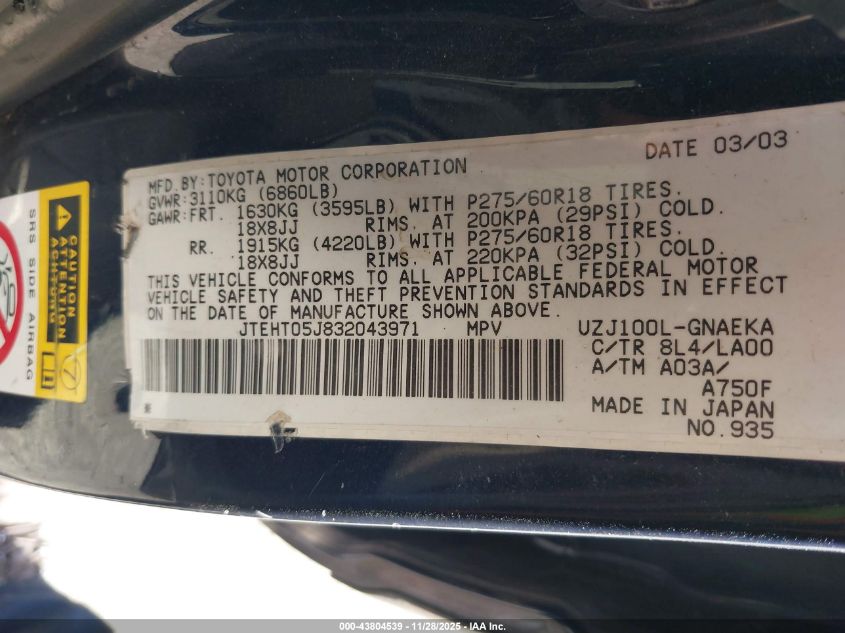 DATE 03/03
MFD.BY:TOYOTA MOTOR CORPORATION
GVWR:3110KG (6860LB)
GAWR:FRT. 1630KG (3595LB) WITH P275/60R18 TIRES.
18X8JJ RIMS. AT 200KPA (29PSI) COLD.
RR. 1915KG (4220LB) WITH P275/60R18 TIRES.
18X8JJ RIMS. AT 220KPA (32PSI) COLD.
THIS VEHICLE CONFORMS TO ALL APPLICABLE FEDERAL MOTOR
VEHICLE SAFETY AND THEFT PREVENTION STANDARDS IN EFFECT
ON THE DATE OF MANUFACTURE SHOWN ABOVE.
JTEHT05J832043971 MPV UZJ100L-GNAEKA
C/TR 8L4/LA00
A/TM A03A/
A750F
MADE IN JAPAN
NO.935
SRS SIDE AIRBAG
CAUTION
ATTENTION
ACHTUNG
000-43804539 - 11/28/2025 - IAA Inc.